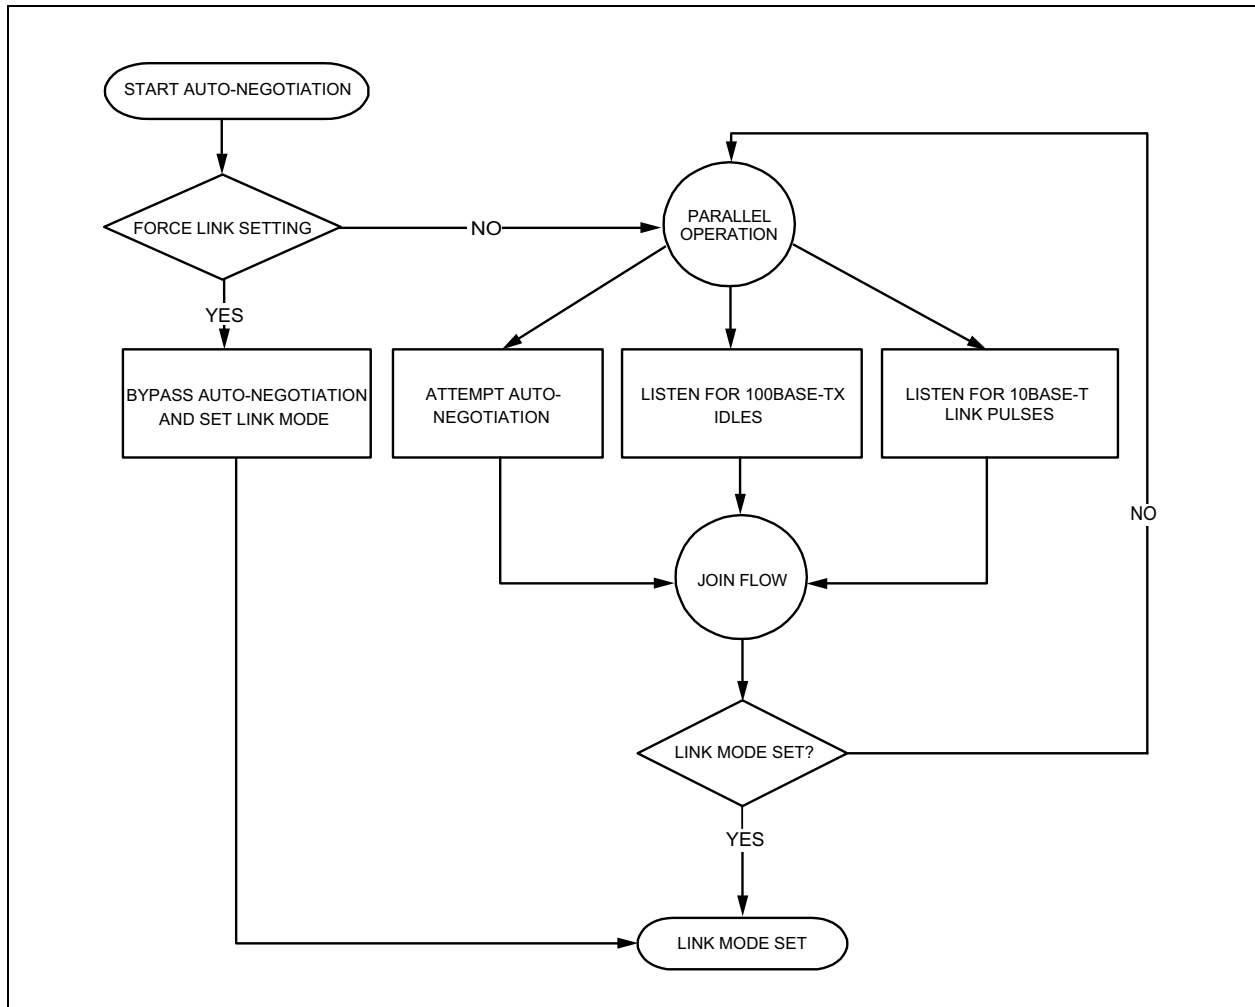 START AUTO-NEGOTIATION
FORCE LINK SETTING
NO
PARALLEL
OPERATION
YES
BYPASS AUTO-NEGOTIATION
AND SET LINK MODE
ATTEMPT AUTO-
NEGOTIATION
LISTEN FOR 100BASE-TX
IDLES
LISTEN FOR 10BASE-T
LINK PULSES
NO
JOIN FLOW
LINK MODE SET?
YES
LINK MODE SET